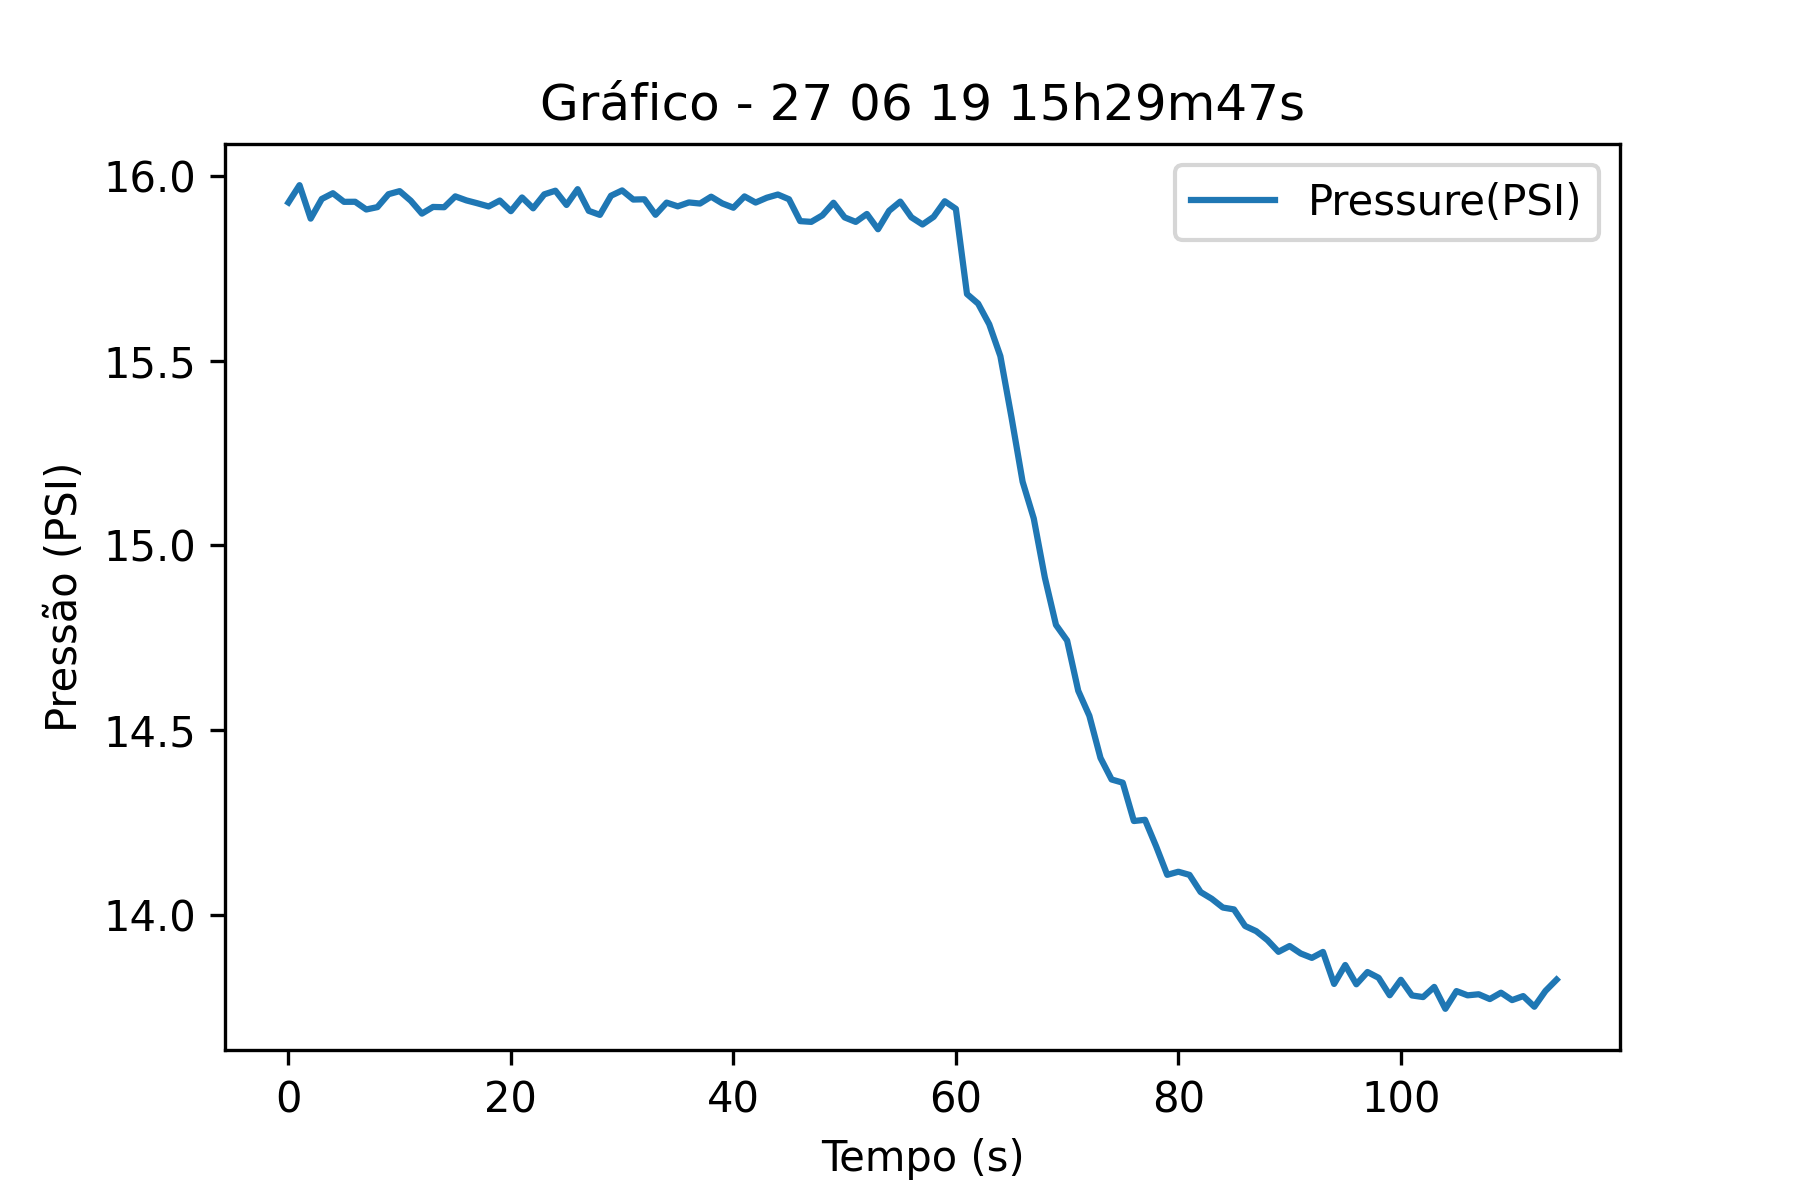 Gráfico - 27 06 19 15h29m47s
Pressure(PSI)
16.0
15.5
15.0
14.5
14.0
Pressão (PSI)
0 20 40 60 80 100
Tempo (s)